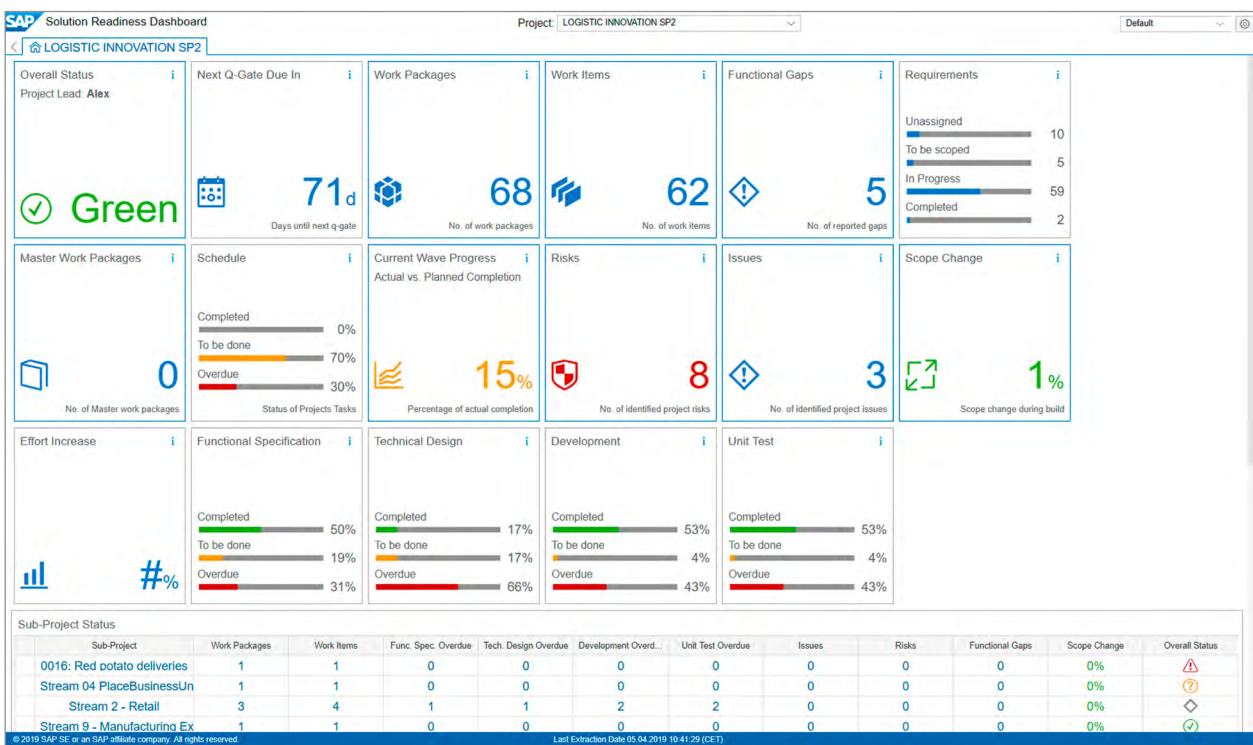 SAP Solution Readiness Dashboard Project: LOGISTIC INNOVATION SP2 Default
LOGISTIC INNOVATION SP2
Overall Status i
Project Lead: Alex
Green
Next Q-Gate Due In i
71d
Days until next q-gate
Work Packages i
68
No. of work packages
Work Items i
62
No. of work items
Functional Gaps i
5
No. of reported gaps
Requirements i
Unassigned
10
To be scoped
5
In Progress
59
Completed
2
Master Work Packages i
0
No. of Master work packages
Schedule i
Completed
0%
To be done
70%
Overdue
30%
Status of Projects Tasks
Current Wave Progress i
Actual vs. Planned Completion
15%
Percentage of actual completion
Risks i
8
No. of identified project risks
Issues i
3
No. of identified project issues
Scope Change i
1%
Scope change during build
Effort Increase i
#%
Functional Specification i
Completed
50%
To be done
19%
Overdue
31%
Technical Design i
Completed
17%
To be done
17%
Overdue
66%
Development i
Completed
53%
To be done
4%
Overdue
43%
Unit Test i
Completed
53%
To be done
4%
Overdue
43%
Sub-Project Status
Sub-Project Work Packages Work Items Func. Spec. Overdue Tech. Design Overdue Development Overd... Unit Test Overdue Issues Risks Functional Gaps Scope Change Overall Status
0016: Red potato deliveries 1 1 0 0 0 0 0 0 0 0%
Stream 04 PlaceBusinessUn 1 1 0 0 0 0 0 0 0 0% ?
Stream 2 - Retail 3 4 1 1 2 2 0 0 0 0%
Stream 9 - Manufacturing Ex 1 1 0 0 0 0 0 0 0 0%
© 2019 SAP SE or an SAP affiliate company. All rights reserved. Last Extraction Date 05.04.2019 10:41:29 (CET)